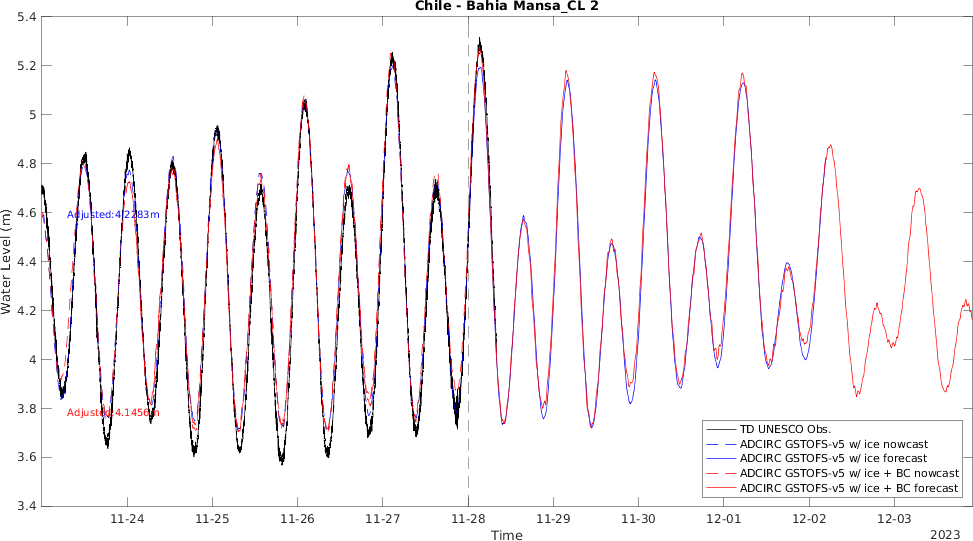 Chile - Bahia Mansa_CL 2
5.4
5.2
5
4.8
4.6
4.4
4.2
4
3.8
3.6
3.4
Water Level (m)
Adjusted:4.2283m
Adjusted:4.1456m
TD UNESCO Obs.
ADCIRC GSTOFS-v5 w/ ice nowcast
ADCIRC GSTOFS-v5 w/ ice forecast
ADCIRC GSTOFS-v5 w/ ice + BC nowcast
ADCIRC GSTOFS-v5 w/ ice + BC forecast
11-24 11-25 11-26 11-27 11-28 11-29 11-30 12-01 12-02 12-03
Time
2023